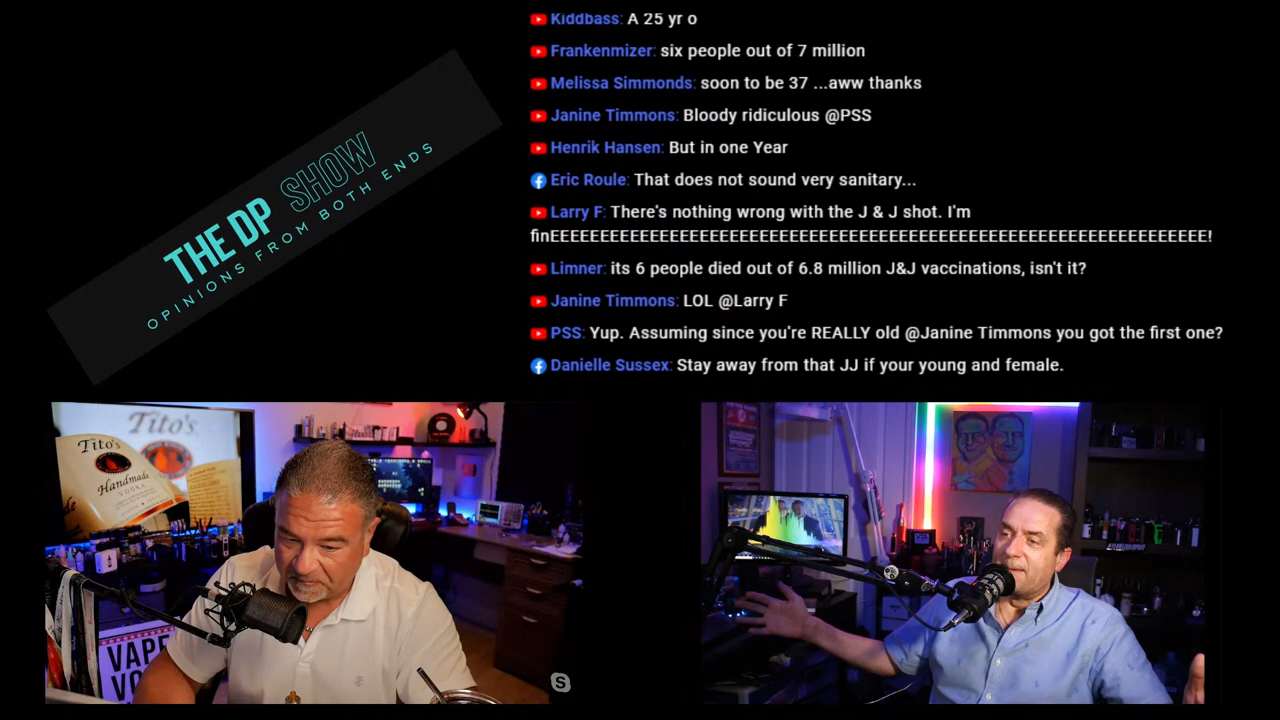 Kiddbass: A 25 yr o
Frankenmizer: six people out of 7 million
Melissa Simmonds: soon to be 37 ...aww thanks
Janine Timmons: Bloody ridiculous @PSS
Henrik Hansen: But in one Year
Eric Roule: That does not sound very sanitary...
Larry F: There's nothing wrong with the J & J shot. I'm
finEEEEEEEEEEEEEEEEEEEEEEEEEEEEEEEEEEEEEEEEEEEEEEEEEEEEEEEEEEEEEEEEEE!
Limner: its 6 people died out of 6.8 million J&J vaccinations, isn't it?
Janine Timmons: LOL @Larry F
PSS: Yup. Assuming since you're REALLY old @Janine Timmons you got the first one?
Danielle Sussex: Stay away from that JJ if your young and female.
THE DP SHOW
OPINIONS FROM BOTH ENDS
Tito's
Tito's
Handmade
VODKA
VAPE